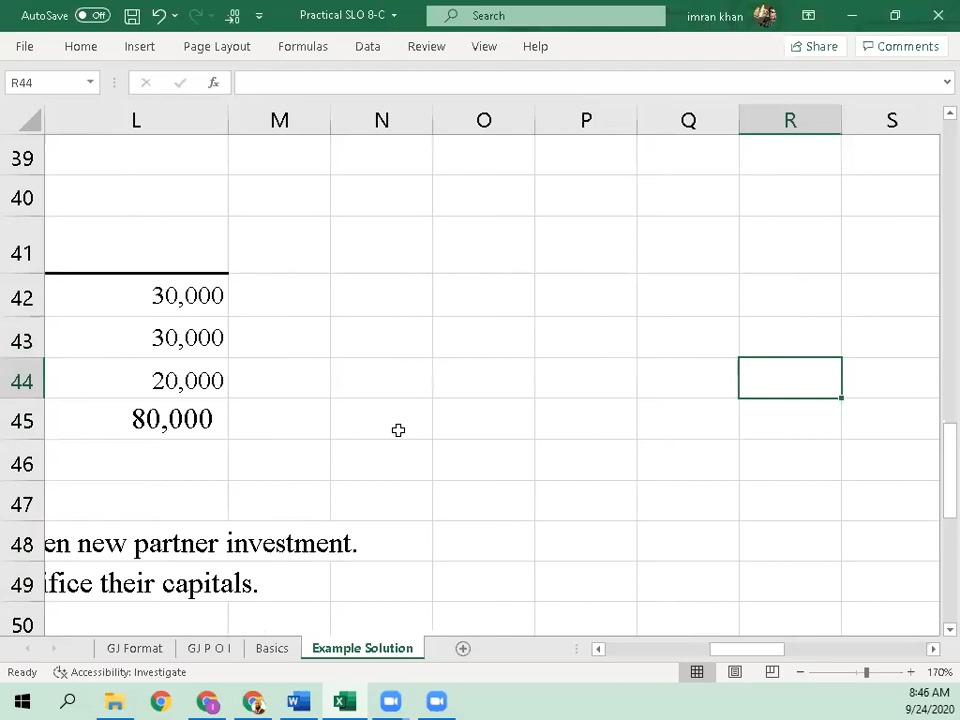 AutoSave Off Practical SLO 8-C Search imran khan
File Home Insert Page Layout Formulas Data Review View Help Share Comments
R44 fx
L M N O P Q R S
39
40
41
42 30,000
43 30,000
44 20,000
45 80,000
46
47
48 en new partner investment.
49 ifice their capitals.
50
GJ Format GJ P O I Basics Example Solution
Ready Accessibility: Investigate 170%
8:46 AM
9/24/2020